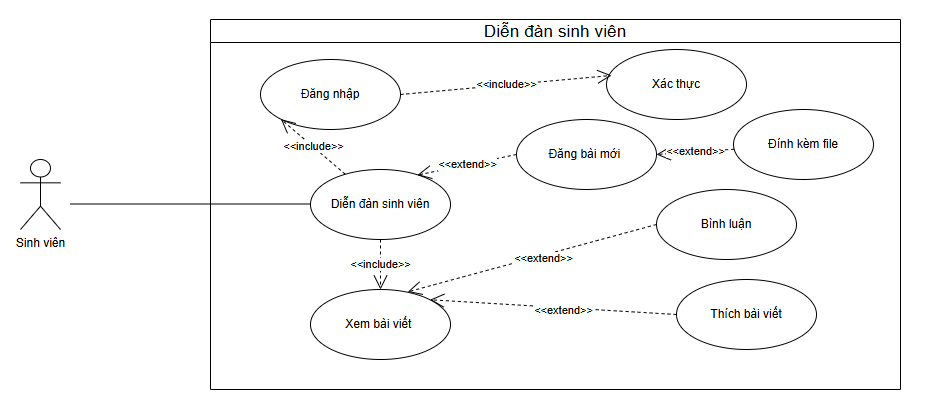 Diễn đàn sinh viên
Đăng nhập
<<include>>
Xác thực
<<include>>
Đăng bài mới
<<extend>>
Đính kèm file
<<extend>>
Diễn đàn sinh viên
Sinh viên
Bình luận
<<include>>
<<extend>>
Xem bài viết
<<extend>>
Thích bài viết